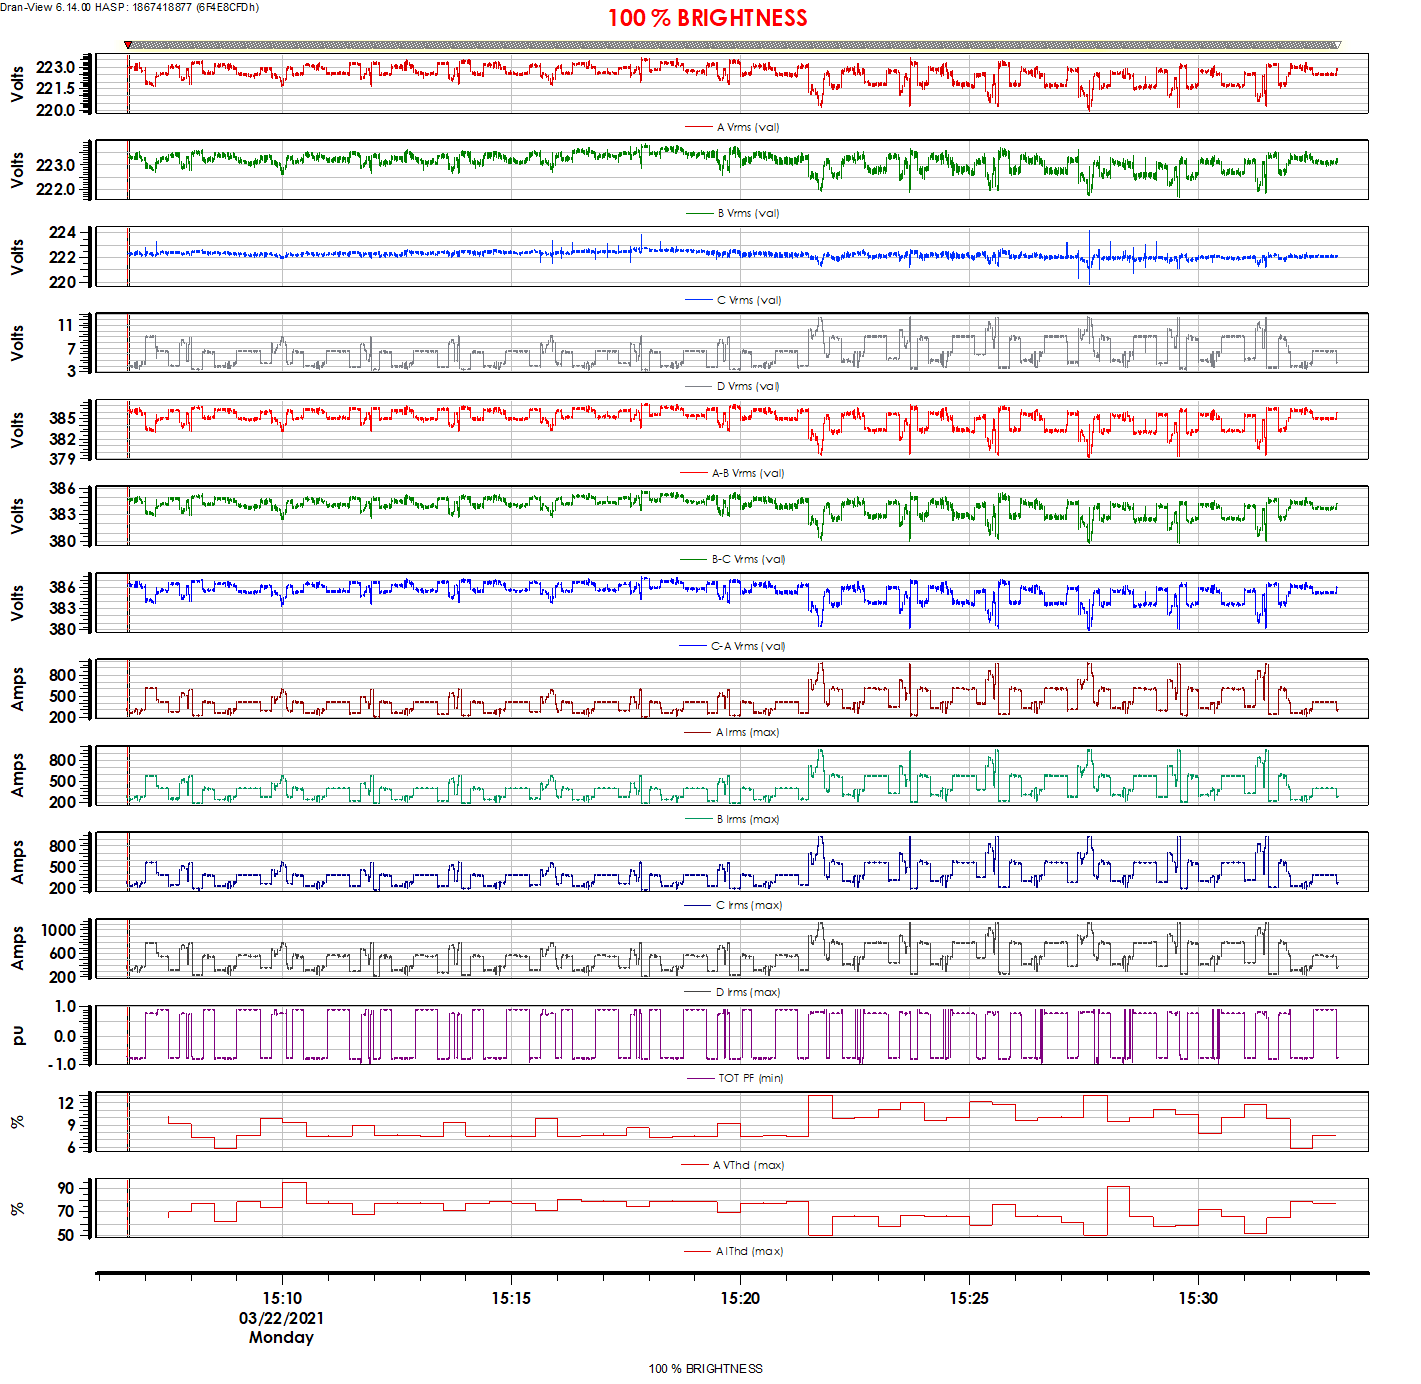 Dran-View 6.14.00 HASP: 1867418877 (6F4E8CFDh)
100 % BRIGHTNESS
Volts
223.0
221.5
220.0
A Vrms (val)
Volts
223.0
222.0
B Vrms (val)
Volts
224
222
220
C Vrms (val)
Volts
11
7
3
D Vrms (val)
Volts
385
382
379
A-B Vrms (val)
Volts
386
383
380
B-C Vrms (val)
Volts
386
383
380
C-A Vrms (val)
Amps
800
500
200
A Irms (max)
Amps
800
500
200
B Irms (max)
Amps
800
500
200
C Irms (max)
Amps
1000
600
200
D Irms (max)
pu
1.0
0.0
-1.0
TOT PF (min)
%
12
9
6
A VThd (max)
%
90
70
50
A IThd (max)
15:10 15:15 15:20 15:25 15:30
03/22/2021
Monday
100 % BRIGHTNESS